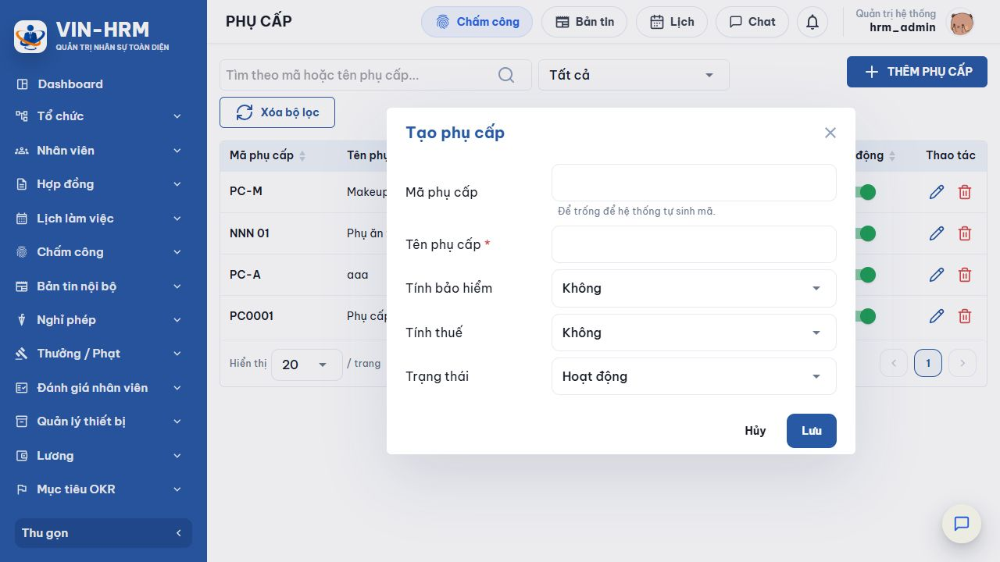 VIN-HRM
QUẢN TRỊ NHÂN SỰ TOÀN DIỆN
Dashboard
Tổ chức
Nhân viên
Hợp đồng
Lịch làm việc
Chấm công
Bản tin nội bộ
Nghỉ phép
Thưởng / Phạt
Đánh giá nhân viên
Quản lý thiết bị
Lương
Mục tiêu OKR
Thu gọn
PHỤ CẤP
Chấm công
Bản tin
Lịch
Chat
Quản trị hệ thống
hrm_admin
Tìm theo mã hoặc tên phụ cấp...
Tất cả
THÊM PHỤ CẤP
Xóa bộ lọc
Mã phụ cấp
Tên phụ
động
Thao tác
PC-M
Makeup
NNN 01
Phụ ăn
PC-A
aaa
PC0001
Phụ cấp
Hiển thị
20
/ trang
1
Tạo phụ cấp
Mã phụ cấp
Để trống để hệ thống tự sinh mã.
Tên phụ cấp *
Tính bảo hiểm
Không
Tính thuế
Không
Trạng thái
Hoạt động
Hủy
Lưu